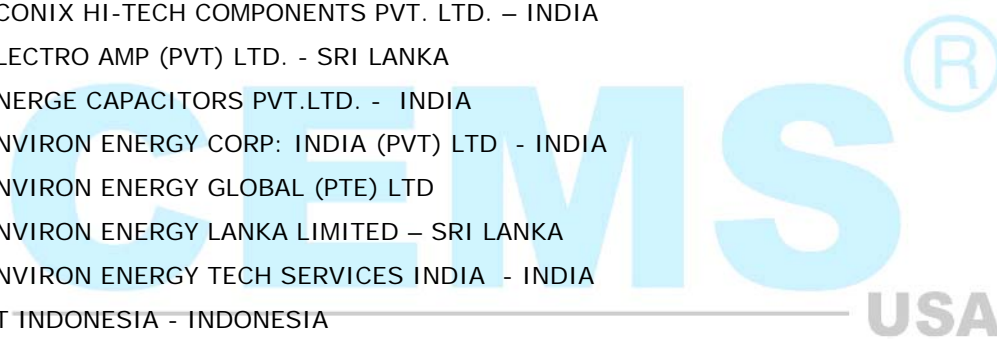 CONIX HI-TECH COMPONENTS PVT. LTD. – INDIA
LECTRO AMP (PVT) LTD. - SRI LANKA
NERGE CAPACITORS PVT.LTD. - INDIA
NVIRON ENERGY CORP: INDIA (PVT) LTD - INDIA
NVIRON ENERGY GLOBAL (PTE) LTD
NVIRON ENERGY LANKA LIMITED – SRI LANKA
NVIRON ENERGY TECH SERVICES INDIA - INDIA
T INDONESIA - INDONESIA
CEMS®
USA